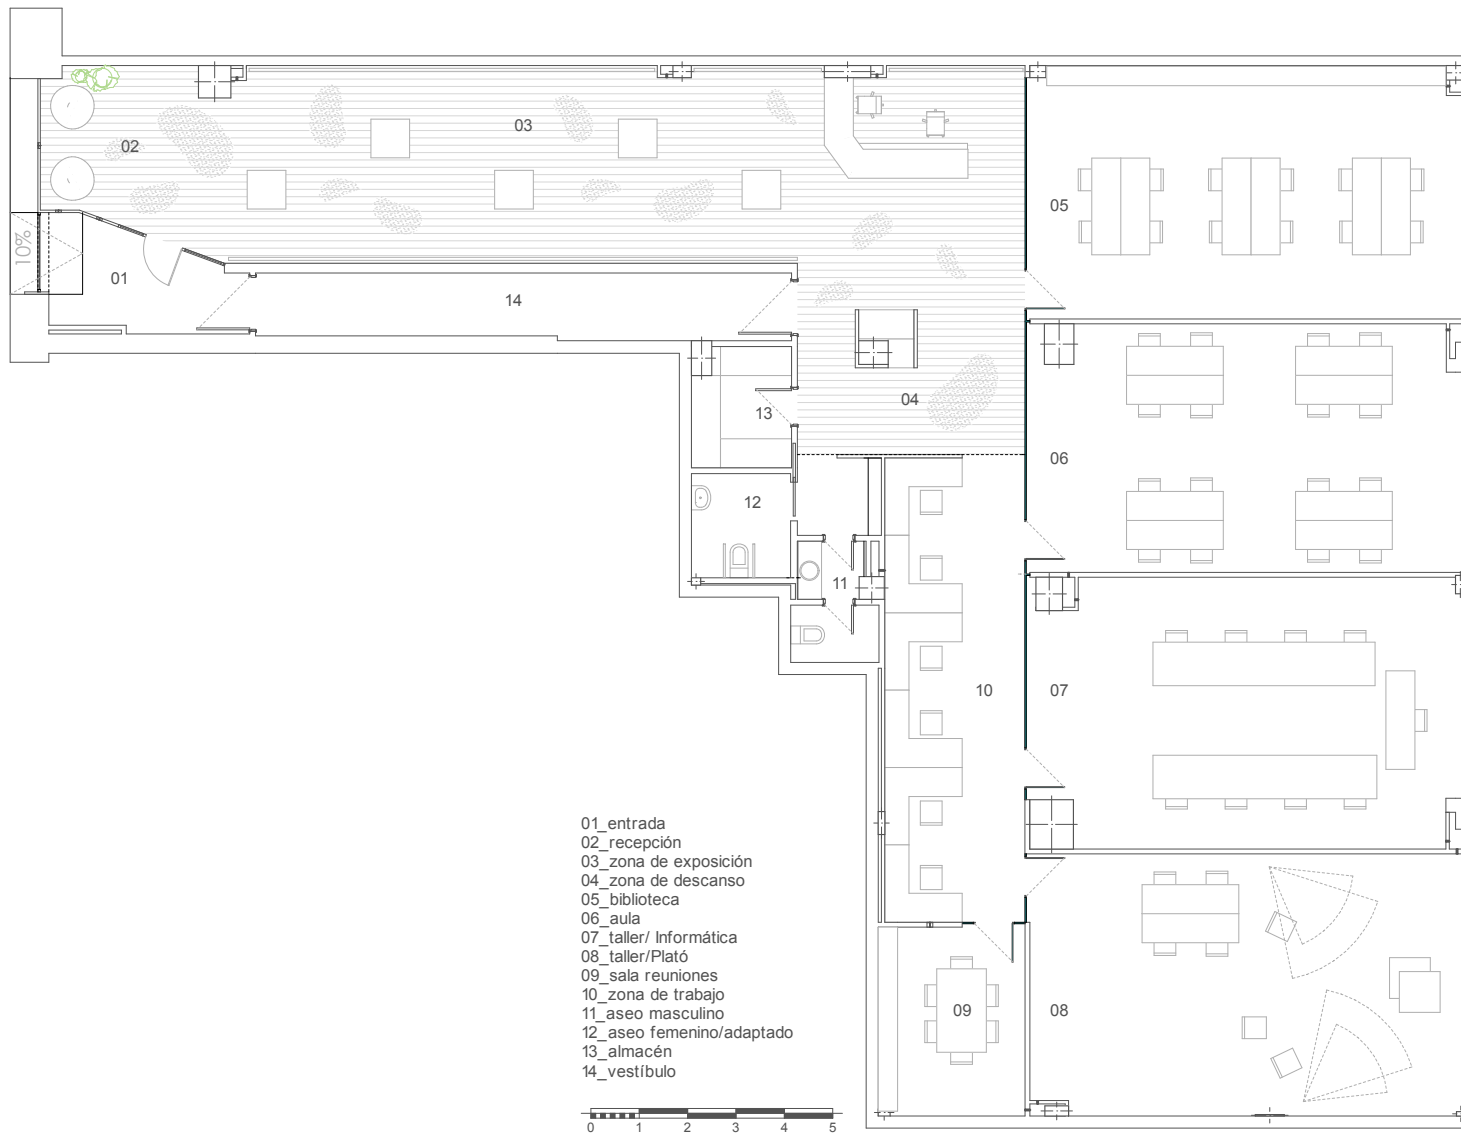 03
02
05
10%
01
14
13
04
06
12
11
10
07
01_entrada
02_recepción
03_zona de exposición
04_zona de descanso
05_biblioteca
06_aula
07_taller/ Informática
08_taller/Plató
09_sala reuniones
10_zona de trabajo
11_aseo masculino
12_aseo femenino/adaptado
13_almacén
14_vestíbulo
09
08
0 1 2 3 4 5